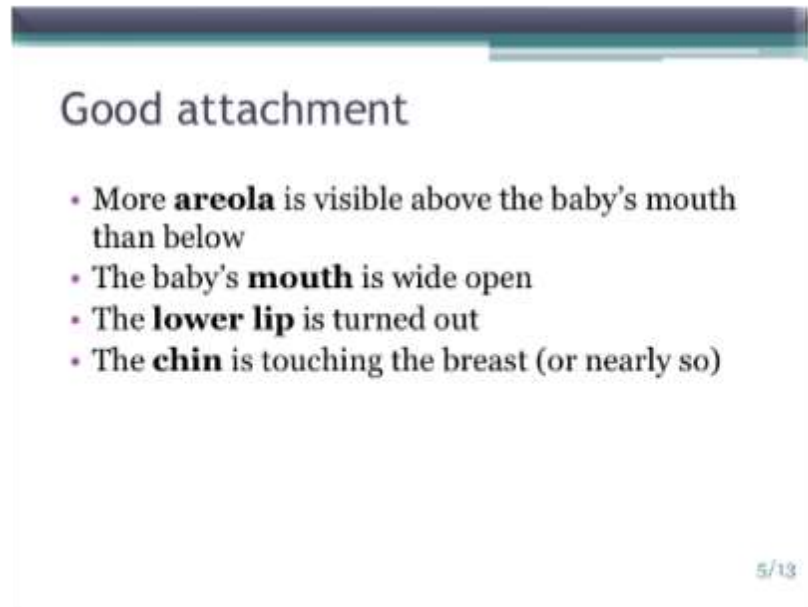 Good attachment
• More areola is visible above the baby's mouth
than below
• The baby's mouth is wide open
• The lower lip is turned out
• The chin is touching the breast (or nearly so)
5/13